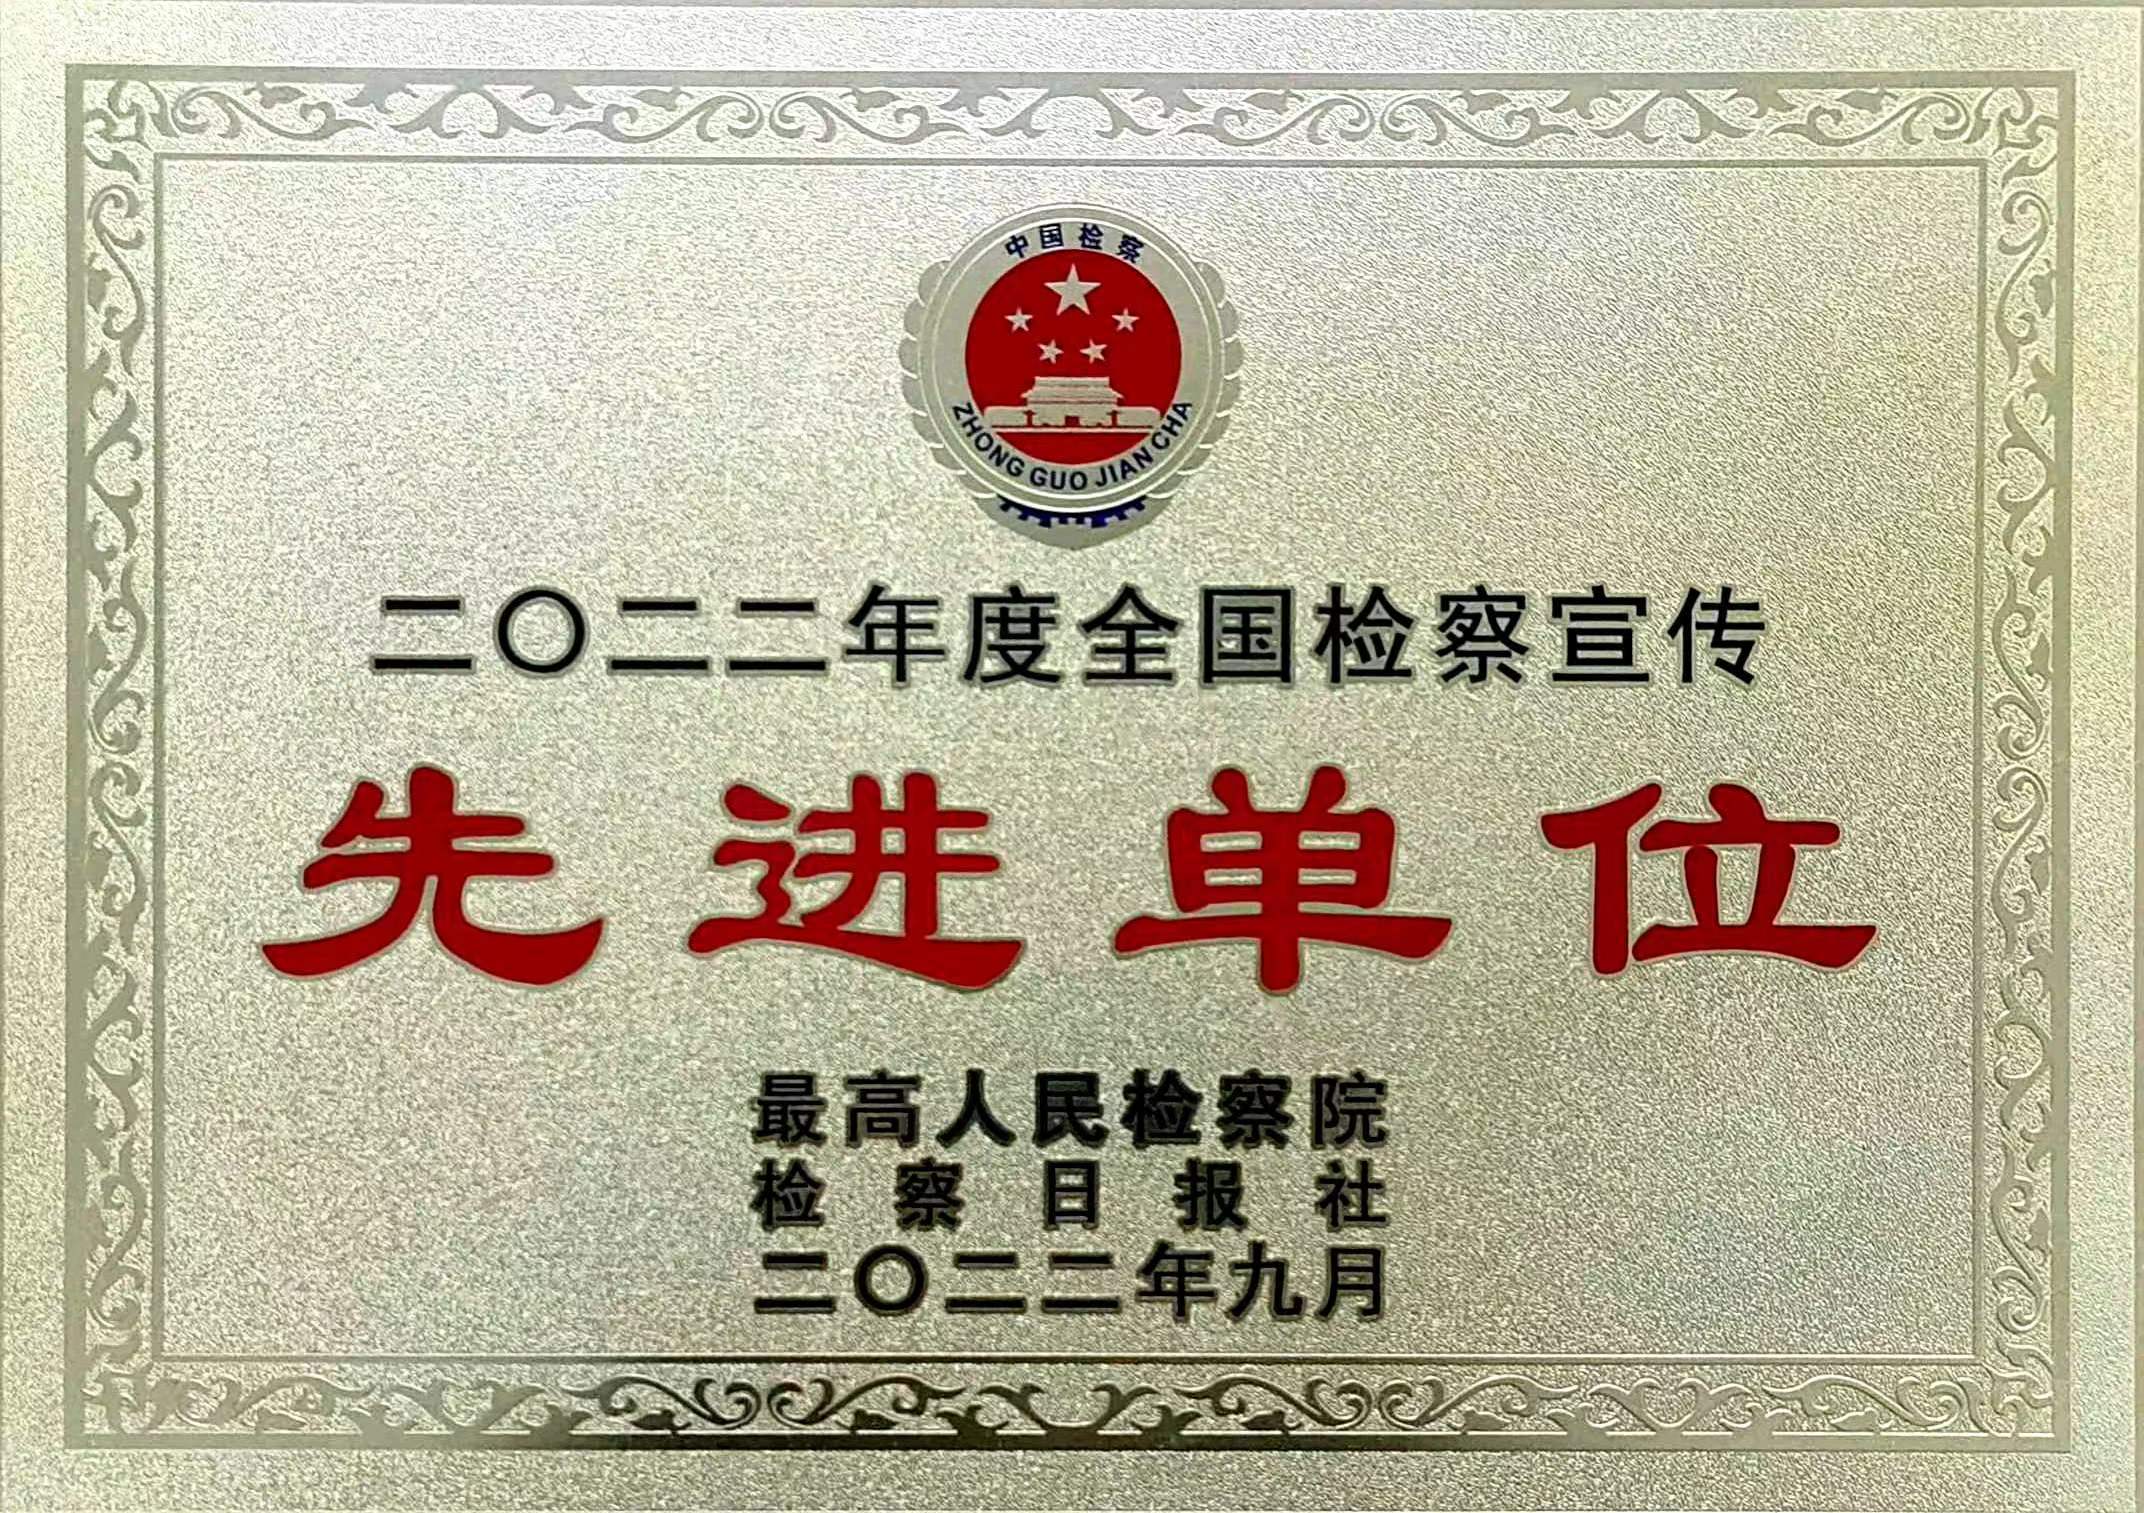 中国检察
ZHONG GUO JIAN CHA
二〇二二年度全国检察宣传
先进单位
最高人民检察院
检察日报社
二〇二二年九月